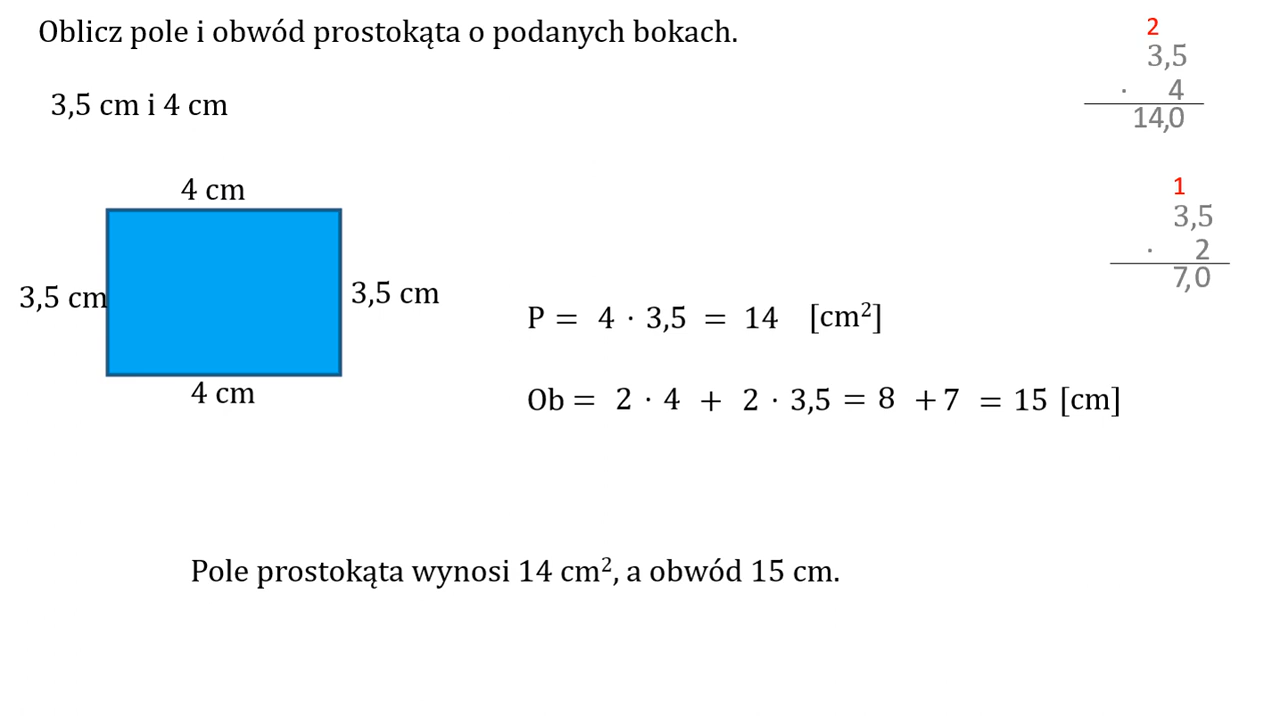 Oblicz pole i obwód prostokąta o podanych bokach.
3,5 cm i 4 cm
2
3,5
· 4
14,0
1
3,5
· 2
7,0
4 cm
3,5 cm
3,5 cm
4 cm
P = 4 · 3,5 = 14 [cm²]
Ob = 2 · 4 + 2 · 3,5 = 8 + 7 = 15 [cm]
Pole prostokąta wynosi 14 cm², a obwód 15 cm.